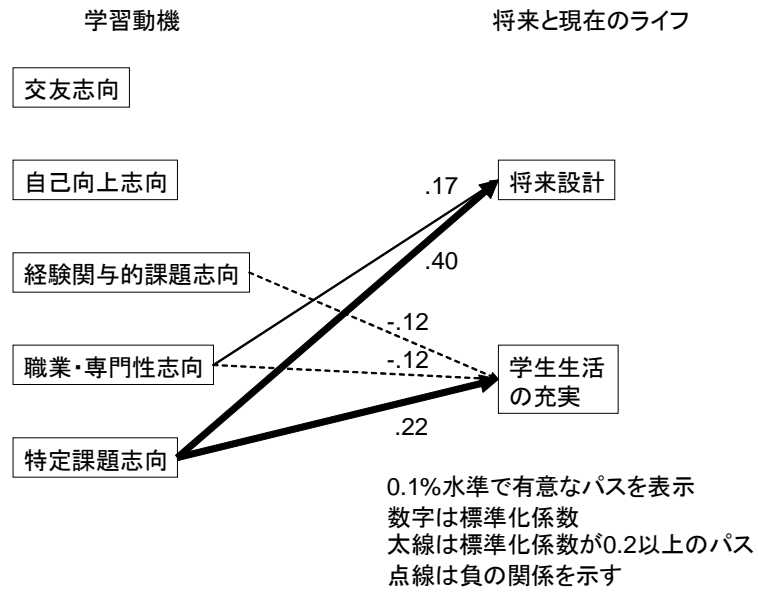 学習動機
将来と現在のライフ
交友志向
自己向上志向
.17
将来設計
.40
経験関与的課題志向
-.12
職業・専門性志向
-.12
学生生活
の充実
.22
特定課題志向
0.1%水準で有意なパスを表示
数字は標準化係数
太線は標準化係数が0.2以上のパス
点線は負の関係を示す